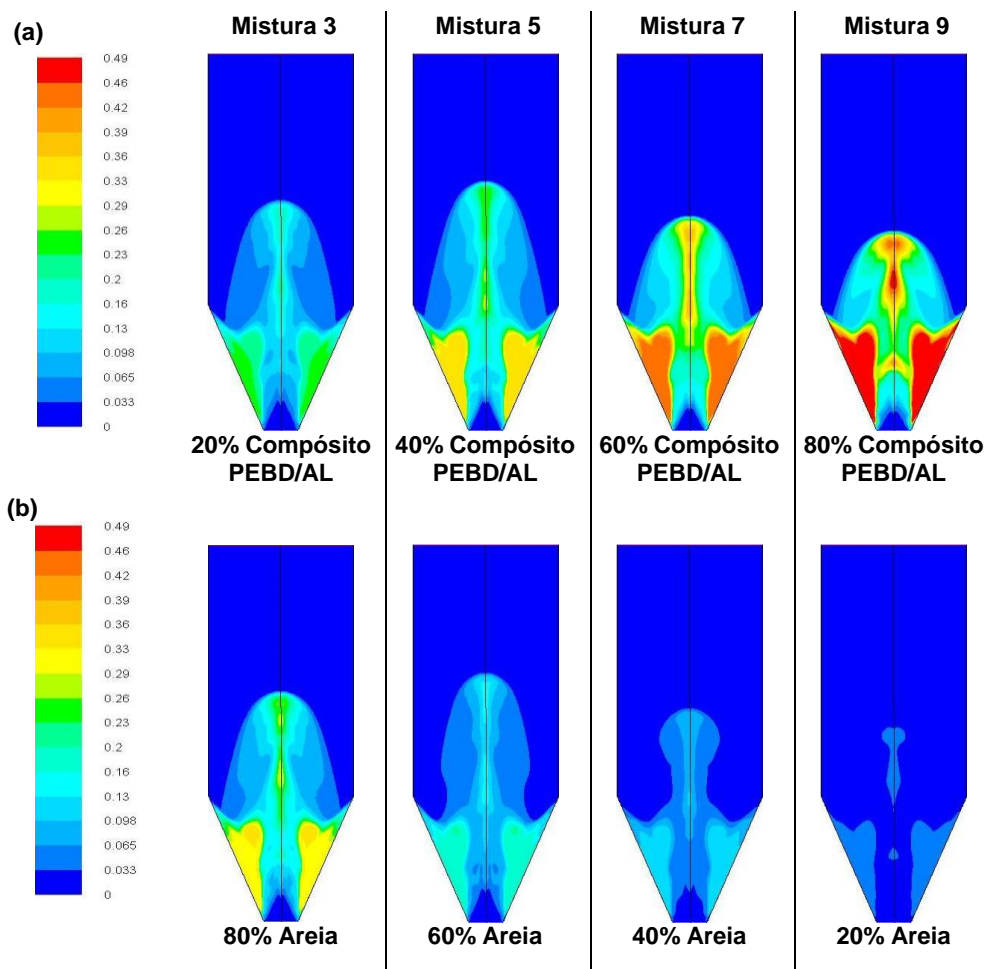 (a)
Mistura 3
Mistura 5
Mistura 7
Mistura 9
0.49
0.46
0.42
0.39
0.36
0.33
0.29
0.26
0.23
0.2
0.16
0.13
0.098
0.065
0.033
0
20% Compósito
PEBD/AL
40% Compósito
PEBD/AL
60% Compósito
PEBD/AL
80% Compósito
PEBD/AL
(b)
0.49
0.46
0.42
0.39
0.36
0.33
0.29
0.26
0.23
0.2
0.16
0.13
0.098
0.065
0.033
0
80% Areia
60% Areia
40% Areia
20% Areia